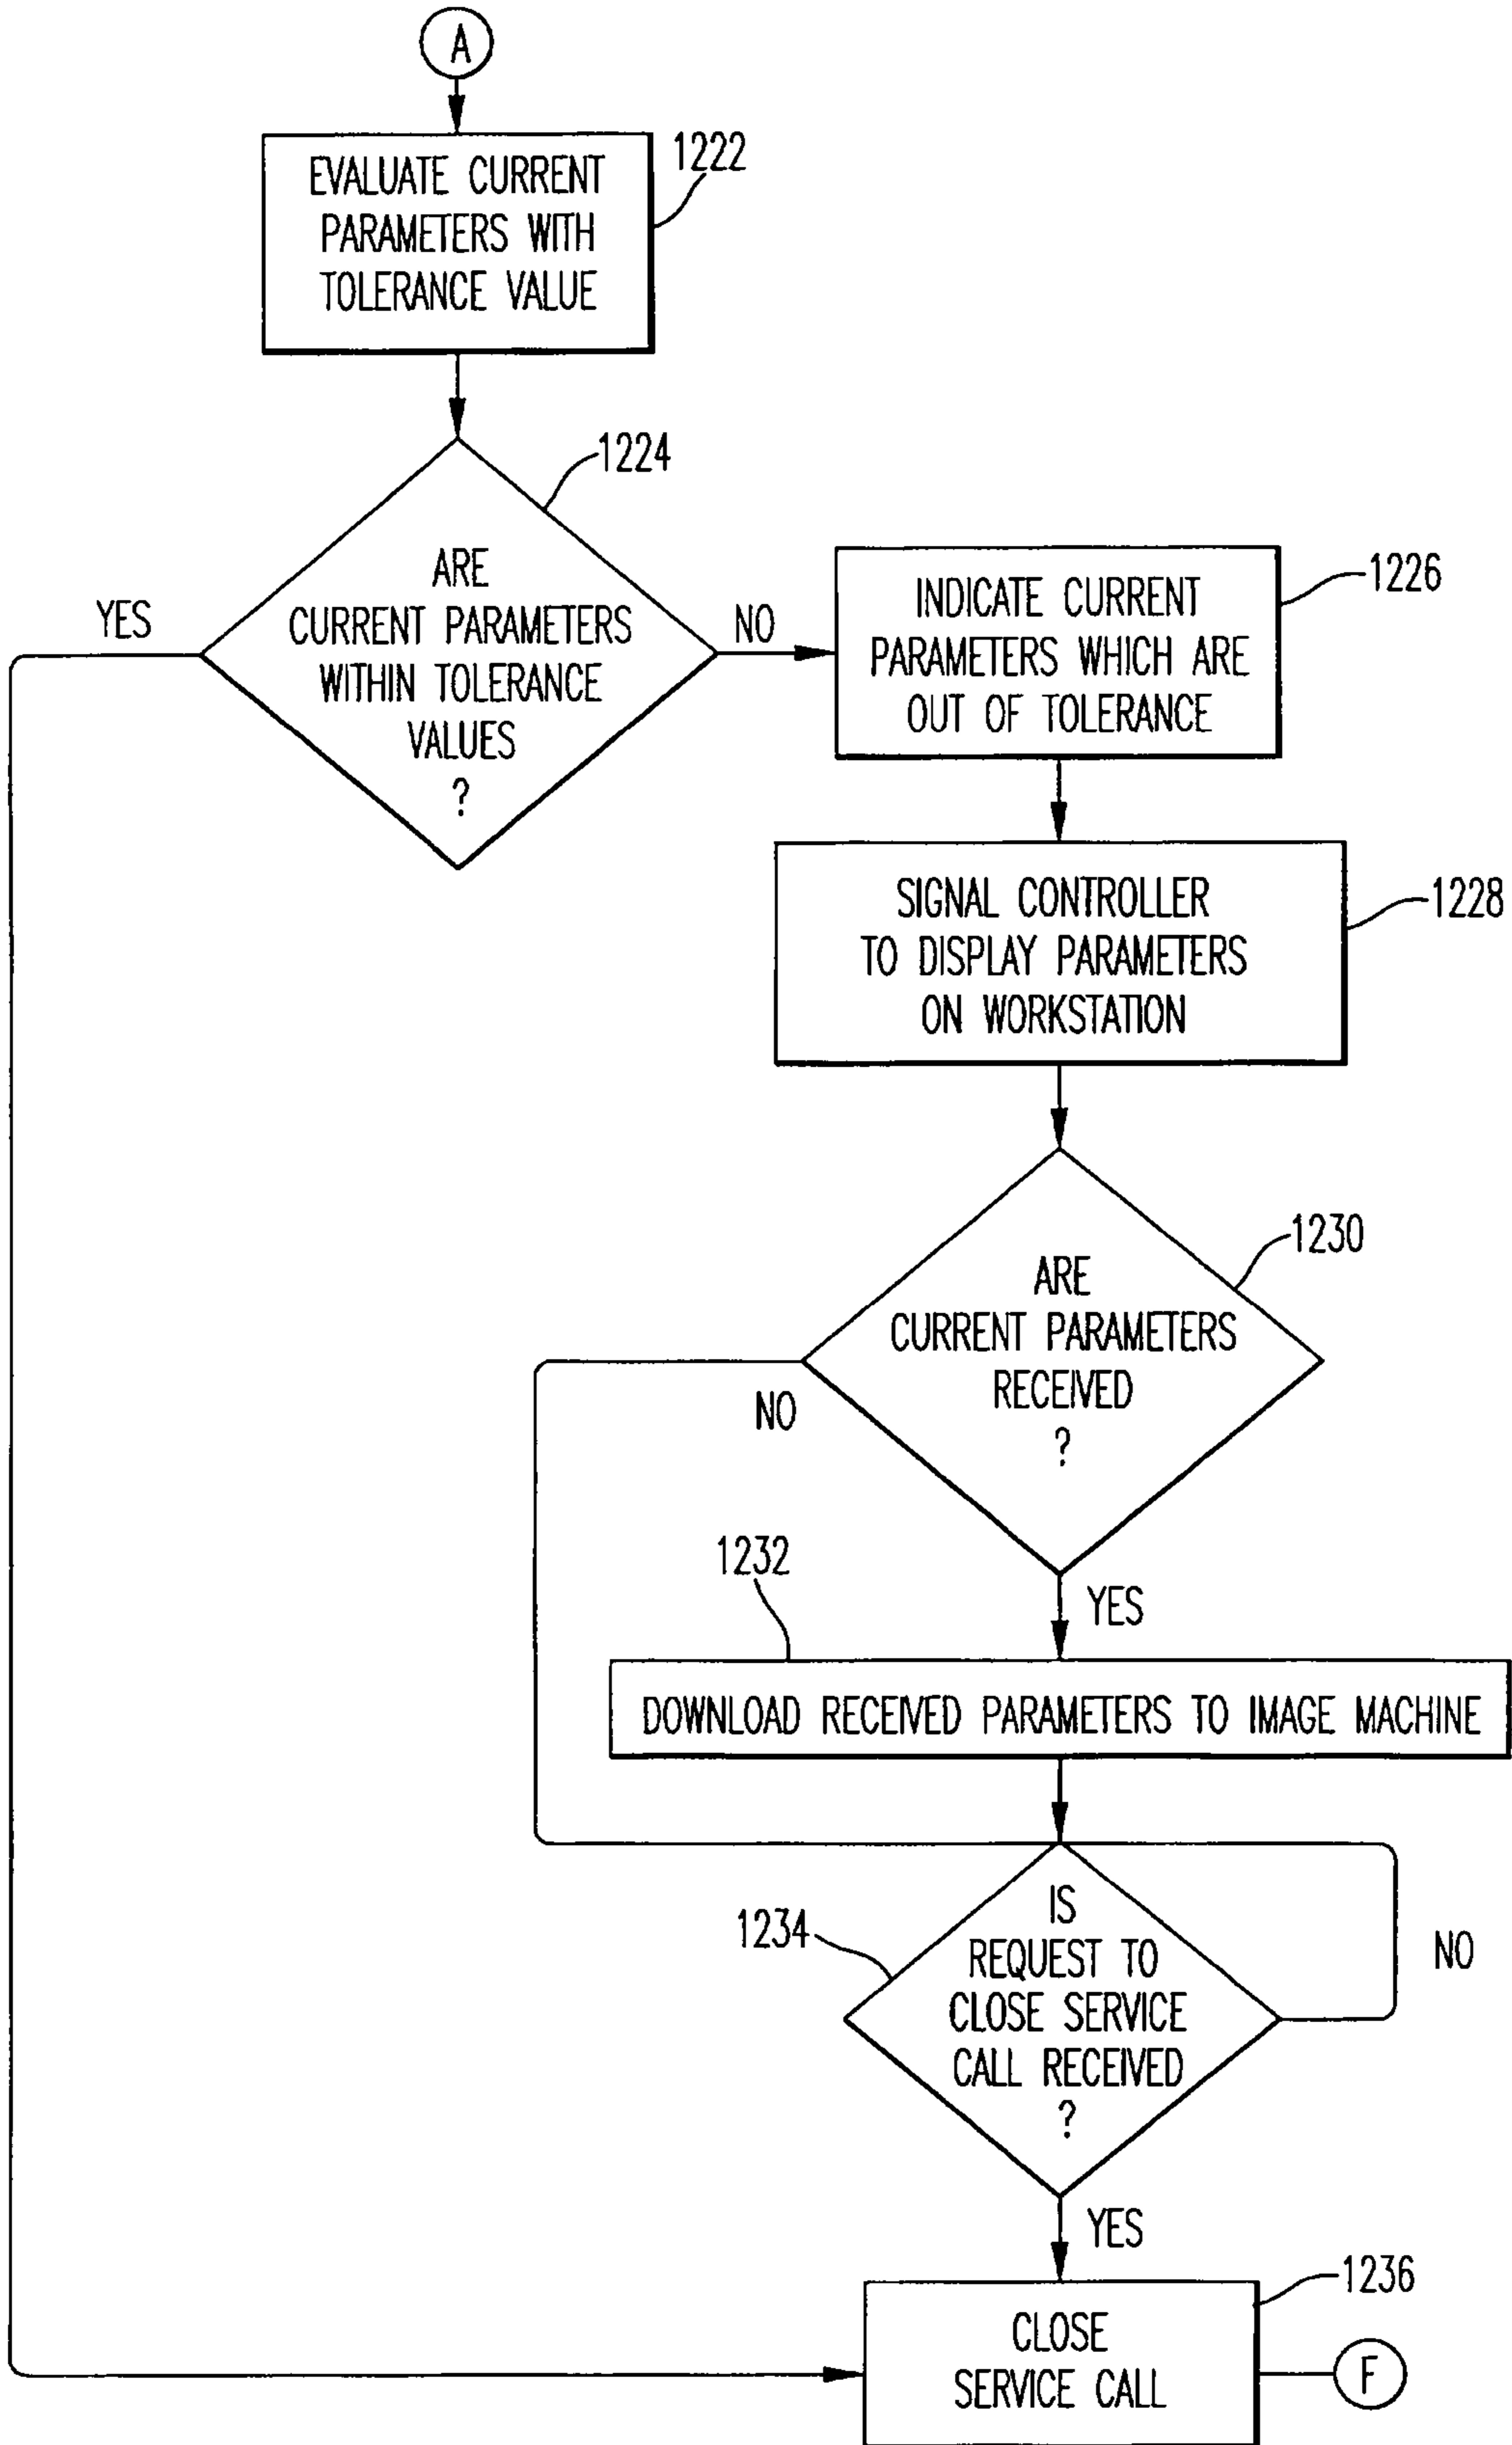 A
EVALUATE CURRENT
PARAMETERS WITH
TOLERANCE VALUE
1222
1224
ARE
CURRENT PARAMETERS
WITHIN TOLERANCE
VALUES
?
YES
NO
INDICATE CURRENT
PARAMETERS WHICH ARE
OUT OF TOLERANCE
1226
SIGNAL CONTROLLER
TO DISPLAY PARAMETERS
ON WORKSTATION
1228
1230
ARE
CURRENT PARAMETERS
RECEIVED
?
NO
YES
1232
DOWNLOAD RECEIVED PARAMETERS TO IMAGE MACHINE
1234
IS
REQUEST TO
CLOSE SERVICE
CALL RECEIVED
?
NO
YES
1236
CLOSE
SERVICE CALL
F